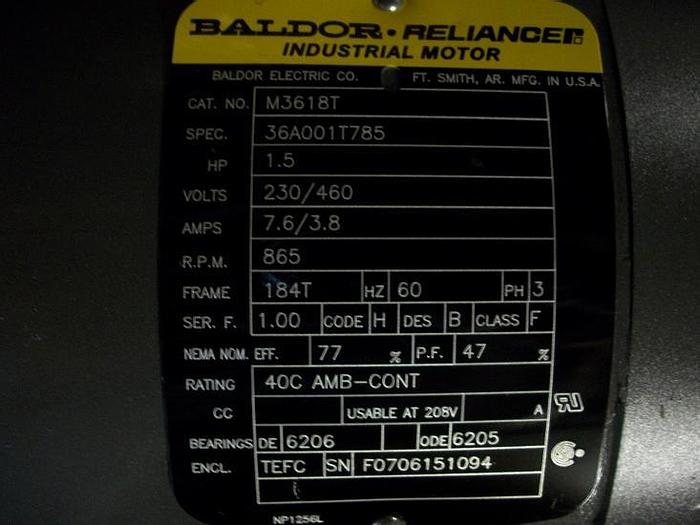 BALDOR • RELIANCER
INDUSTRIAL MOTOR
BALDOR ELECTRIC CO. FT. SMITH, AR. MFG. IN U.S.A.
CAT. NO. M3618T
SPEC. 36A001T785
HP 1.5
VOLTS 230/460
AMPS 7.6/3.8
R.P.M. 865
FRAME 184T HZ 60 PH 3
SER. F. 1.00 CODE H DES B CLASS F
NEMA NOM. EFF. 77 % P.F. 47 %
RATING 40C AMB-CONT
CC USABLE AT 208V A
BEARINGS DE 6206 ODE 6205
ENCL. TEFC SN F0706151094
NP1256L